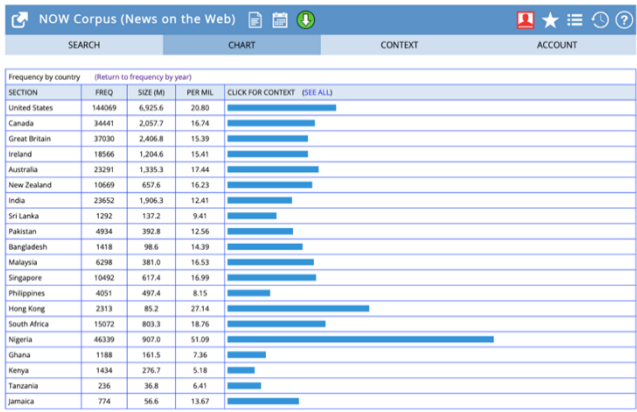 NOW Corpus (News on the Web)
SEARCH CHART CONTEXT ACCOUNT
Frequency by country (Return to frequency by year)
SECTION FREQ SIZE (M) PER MIL CLICK FOR CONTEXT (SEE ALL)
United States 144069 6,925.6 20.80
Canada 34441 2,057.7 16.74
Great Britain 37030 2,406.8 15.39
Ireland 18566 1,204.6 15.41
Australia 23291 1,335.3 17.44
New Zealand 10669 657.6 16.23
India 23652 1,906.3 12.41
Sri Lanka 1292 137.2 9.41
Pakistan 4934 392.8 12.56
Bangladesh 1418 98.6 14.39
Malaysia 6298 381.0 16.53
Singapore 10492 617.4 16.99
Philippines 4051 497.4 8.15
Hong Kong 2313 85.2 27.14
South Africa 15072 803.3 18.76
Nigeria 46339 907.0 51.09
Ghana 1188 161.5 7.36
Kenya 1434 276.7 5.18
Tanzania 236 36.8 6.41
Jamaica 774 56.6 13.67